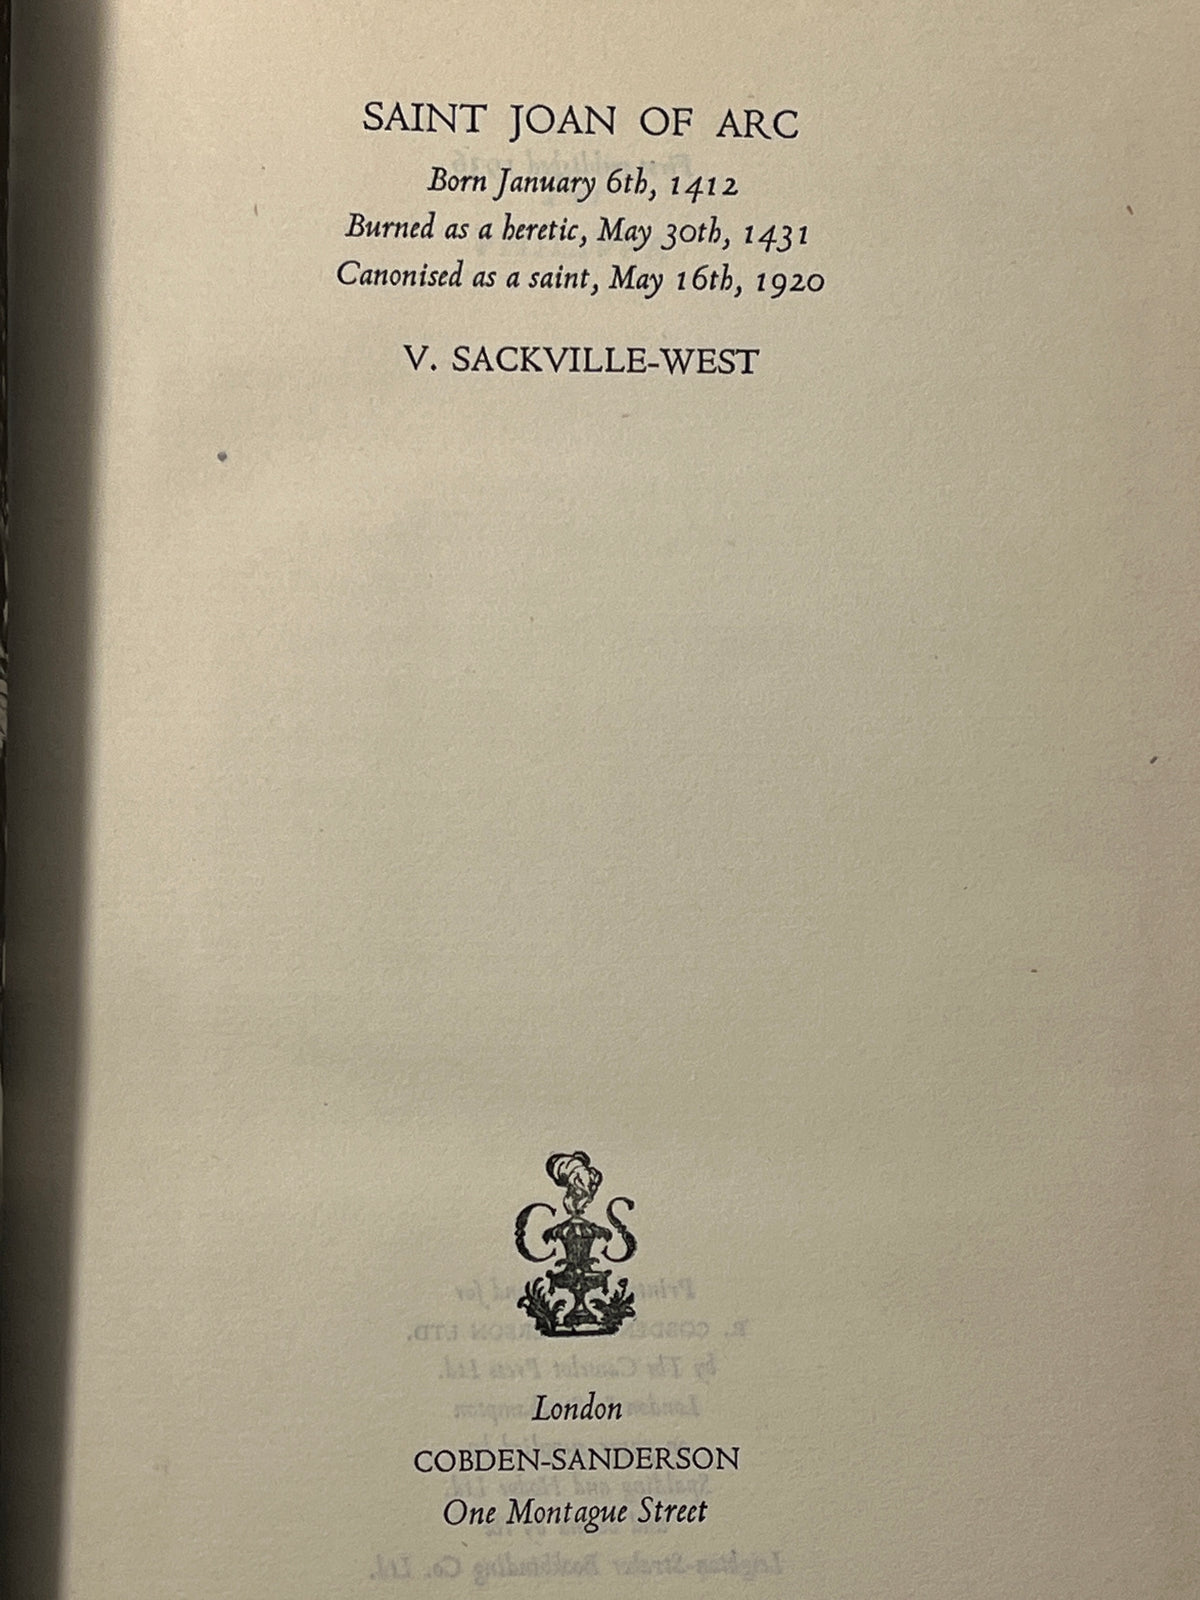 SAINT JOAN OF ARC
Born January 6th, 1412
Burned as a heretic, May 30th, 1431
Canonised as a saint, May 16th, 1920
V. SACKVILLE-WEST
C S
London
COBDEN-SANDERSON
One Montague Street